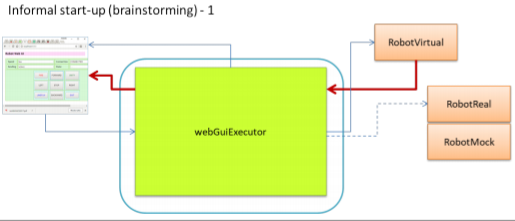 Informal start-up (brainstorming) - 1
RobotVirtual
webGuiExecutor
RobotReal
RobotMock